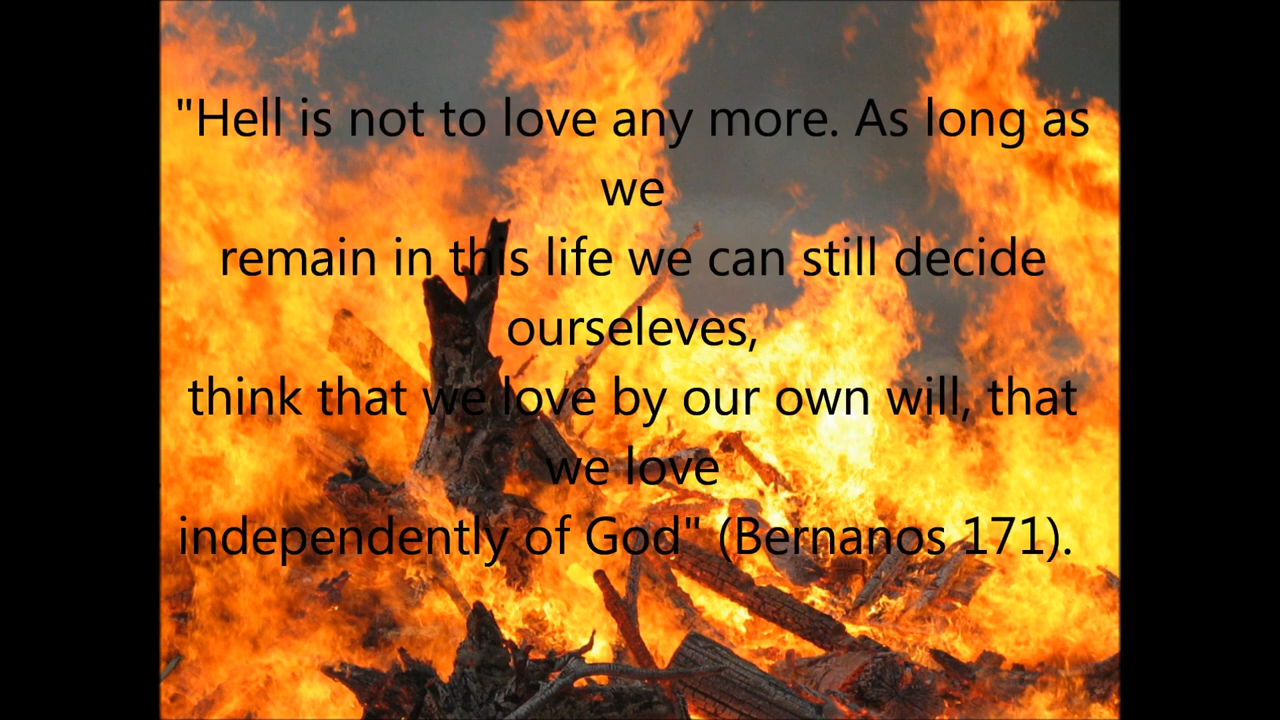 "Hell is not to love any more. As long as
we
remain in this life we can still decide
ourseleves,
think that we love by our own will, that
we love
independently of God" (Bernanos 171).